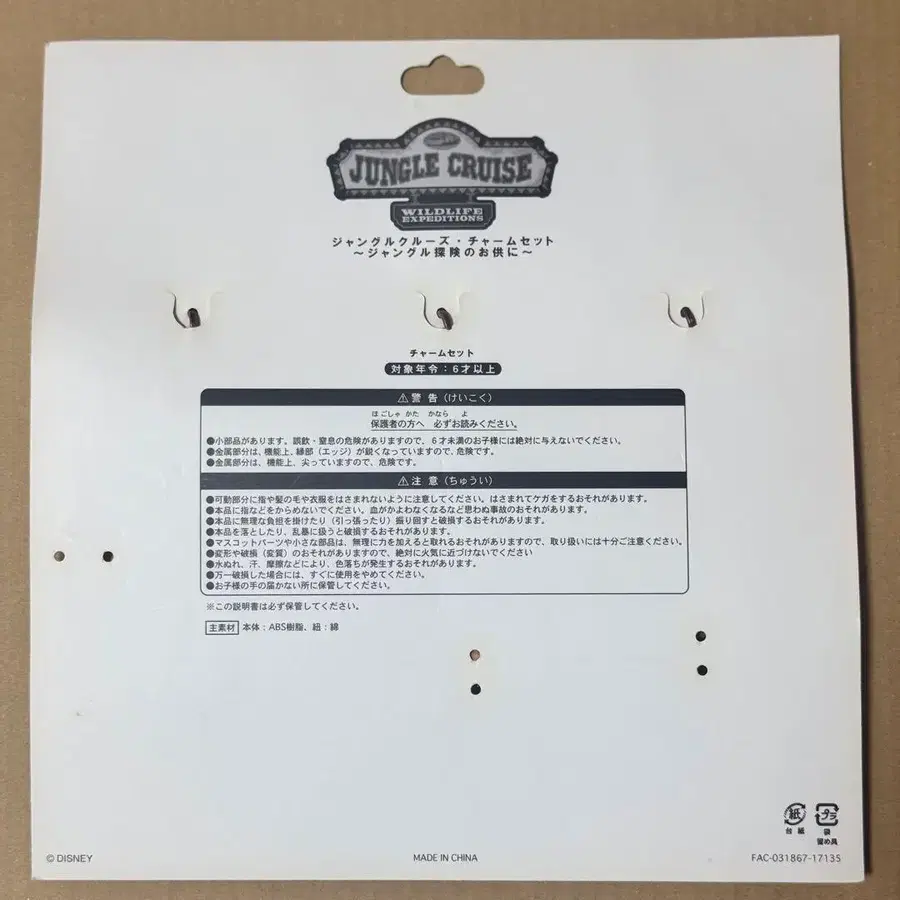 JUNGLE CRUISE
WILDLIFE
EXPEDITIONS
ジャングルクルーズ・チャームセット
〜ジャングル探険のお供に〜
チャームセット
対象年令:6才以上
⚠警 告(けいこく)
ほごしゃ かた かなら よ
保護者の方へ 必ずお読みください。
●小部品があります。誤飲・窒息の危険がありますので、6才未満のお子様には絶対に与えないでください。
●金属部分は、機能上、縁部(エッジ)が鋭くなっていますので、危険です。
●金属部分は、機能上、尖っていますので、危険です。
⚠注 意(ちゅうい)
●可動部分に指や髪の毛や衣服をはさまれないように注意してください。はさまれてケガをするおそれがあります。
●本品に指などをからめないでください。血がかよわなくなるなど思わぬ事故のおそれがあります。
●本品に無理な負担を掛けたり(引っ張ったり)振り回すと破損するおそれがあります。
●本品を落としたり、乱暴に扱うと破損するおそれがあります。
●マスコットパーツや小さな部品は、無理に力を加えると取れるおそれがありますので、取り扱いには十分ご注意ください。
●変形や破損(変質)のおそれがありますので、絶対に火気に近づけないでください
●水ぬれ、汗、摩擦などにより、色落ちが発生するおそれがあります。
●万一破損した場合には、すぐに使用をやめてください。
●お子様の手の届かない所に保管してください。
※この説明書は必ず保管してください。
主素材 本体:ABS樹脂、紐:綿
紙 プラ
台紙 袋
留め具
© DISNEY MADE IN CHINA FAC-031867-17135